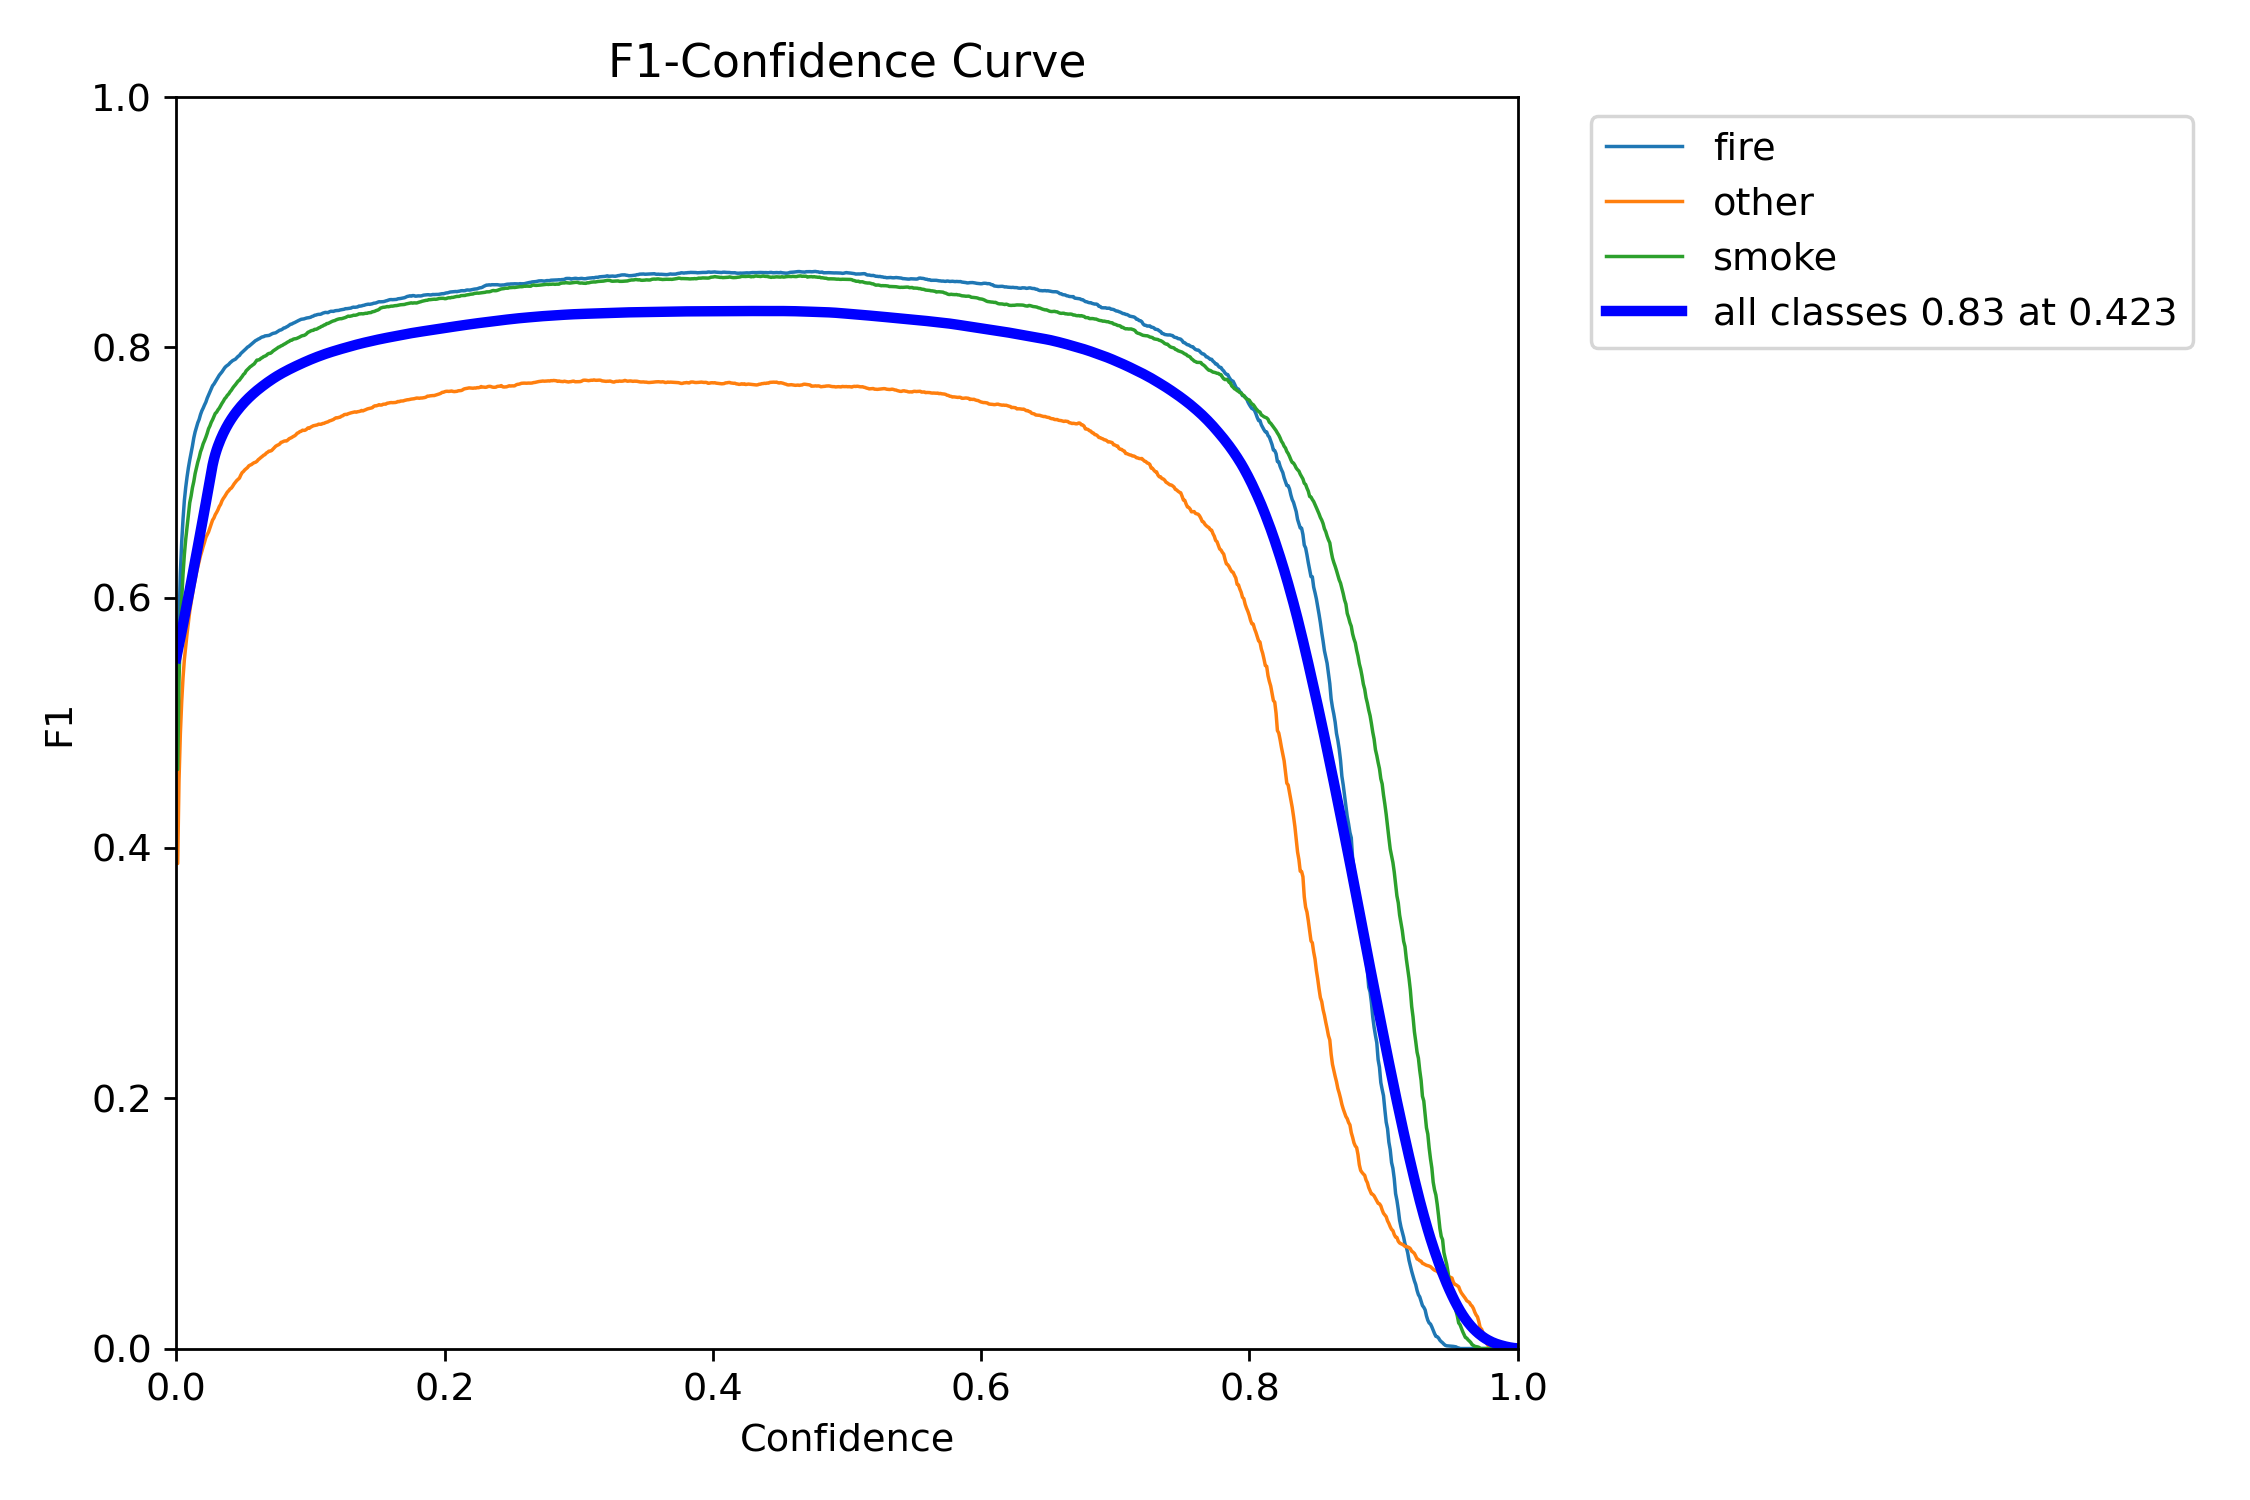 F1-Confidence Curve
1.0
0.8
0.6
0.4
0.2
0.0
F1
0.0 0.2 0.4 0.6 0.8 1.0
Confidence
fire
other
smoke
all classes 0.83 at 0.423